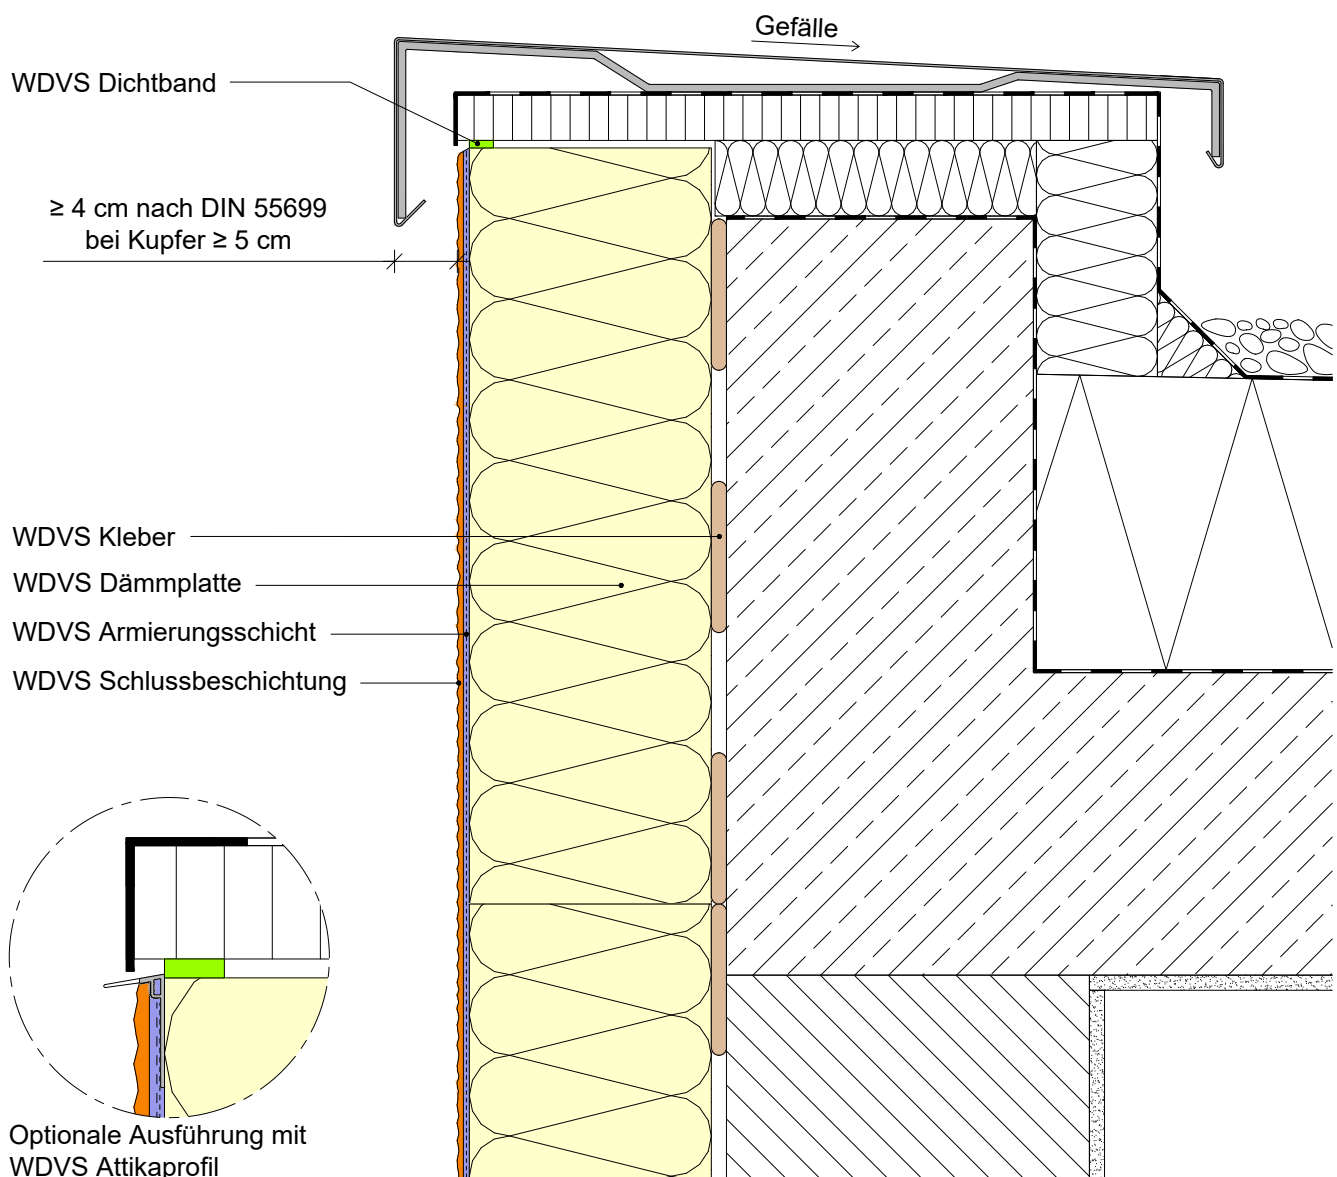 Gefälle
WDVS Dichtband
≥ 4 cm nach DIN 55699
bei Kupfer ≥ 5 cm
WDVS Kleber
WDVS Dämmplatte
WDVS Armierungsschicht
WDVS Schlussbeschichtung
Optionale Ausführung mit
WDVS Attikaprofil